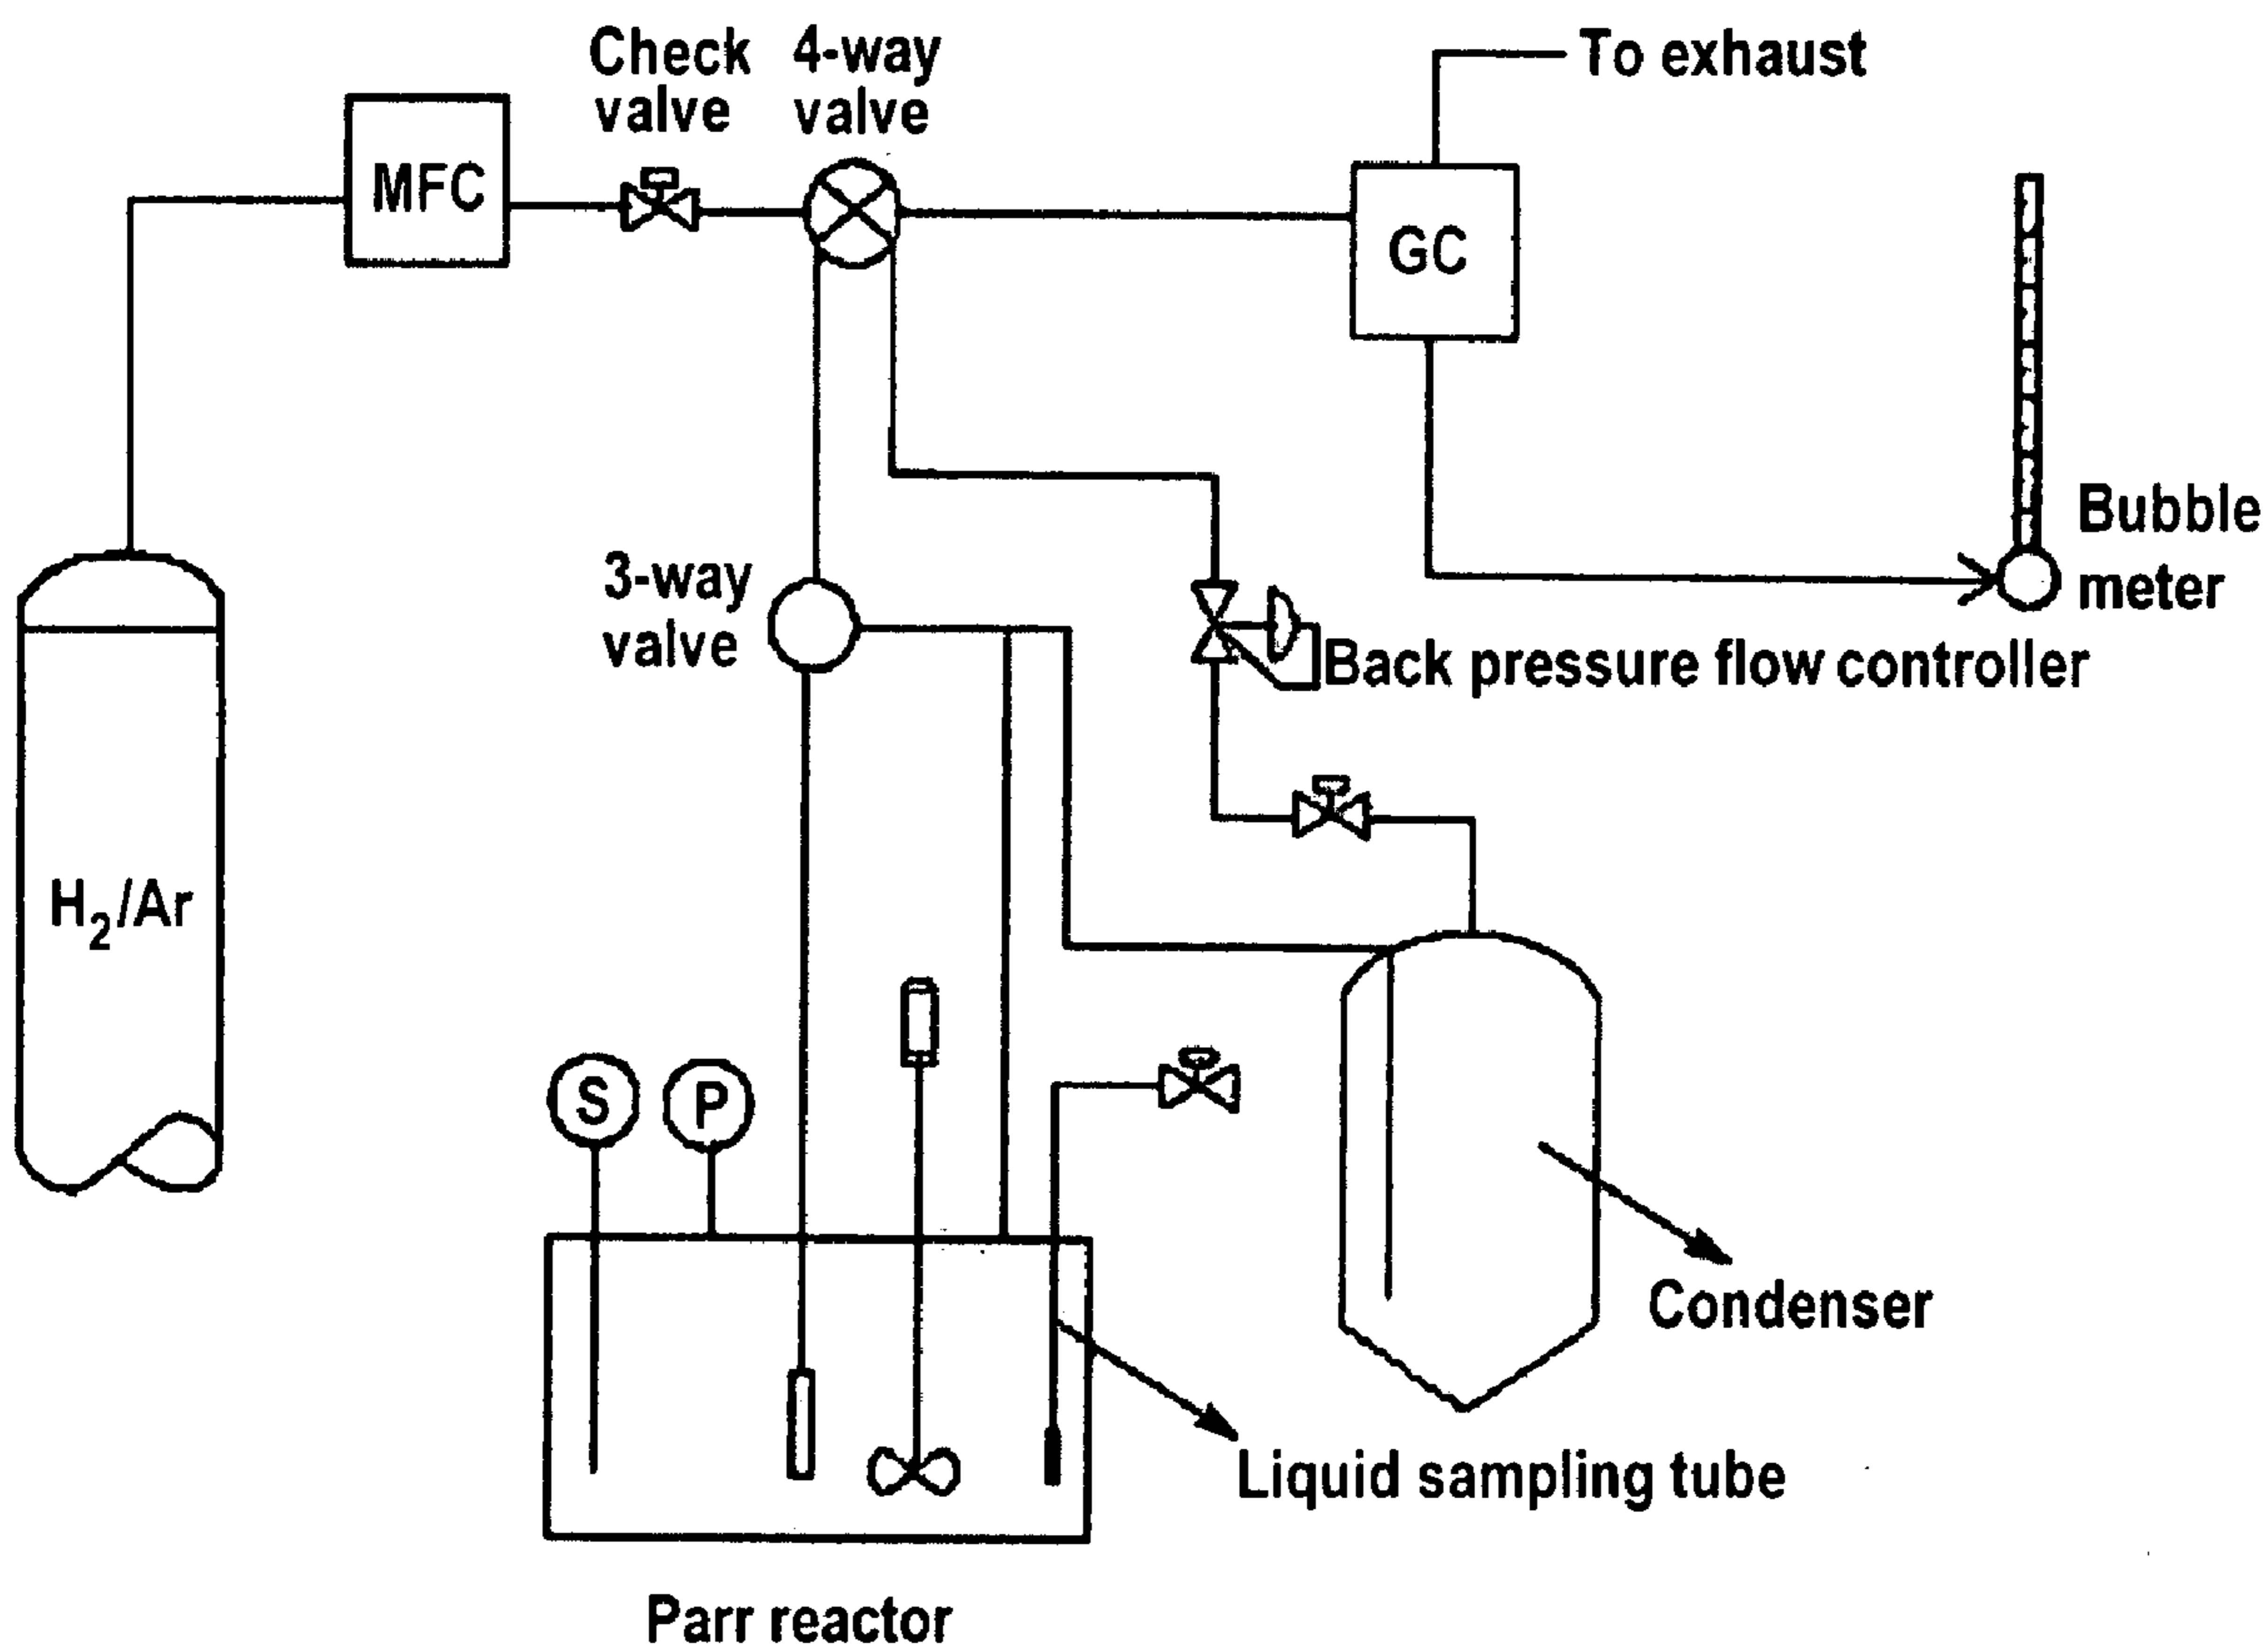 Check
valve
4-way
valve
To exhaust
MFC
GC
Bubble
meter
3-way
valve
Back pressure flow controller
H₂/Ar
S
P
Condenser
Liquid sampling tube
Parr reactor